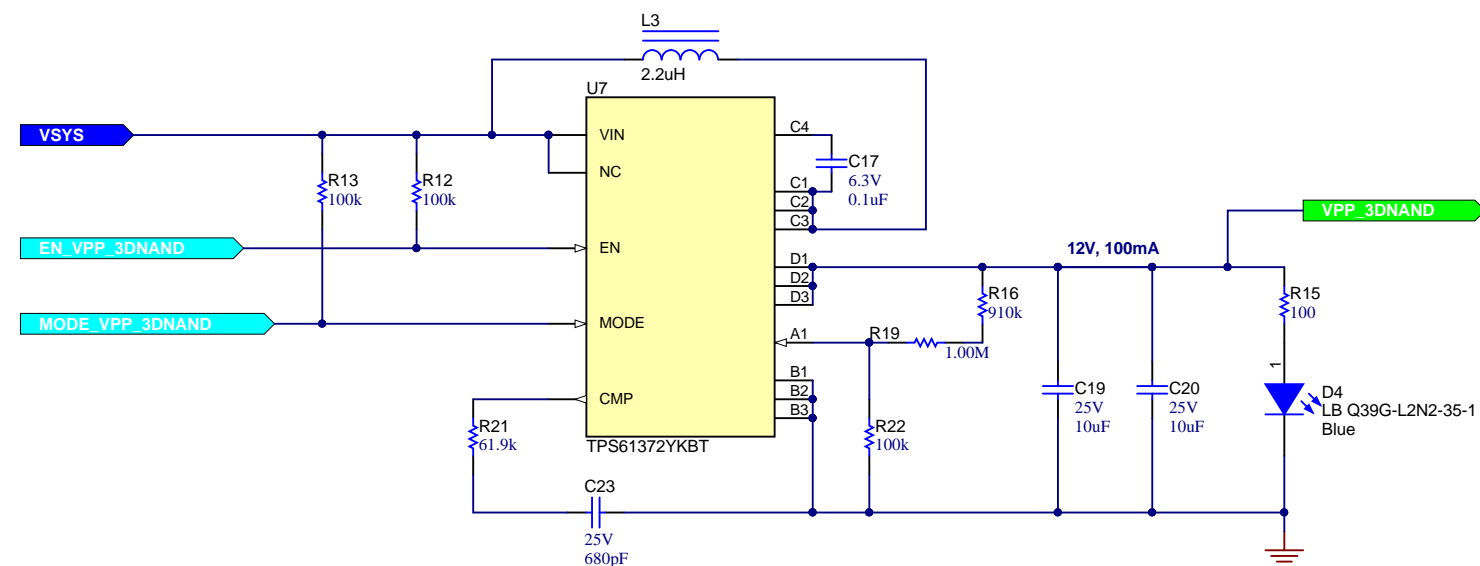 L3
2.2uH
U7
VSYS
VIN
NC
R13
100k
R12
100k
EN_VPP_3DNAND
EN
MODE_VPP_3DNAND
MODE
CMP
R21
61.9k
TPS61372YKBT
C23
25V
680pF
C4
C17
6.3V
0.1uF
C1
C2
C3
VPP_3DNAND
12V, 100mA
D1
D2
D3
R16
910k
R15
100
A1
R19
1.00M
B1
B2
B3
R22
100k
C19
25V
10uF
C20
25V
10uF
1
D4
LB Q39G-L2N2-35-1
Blue